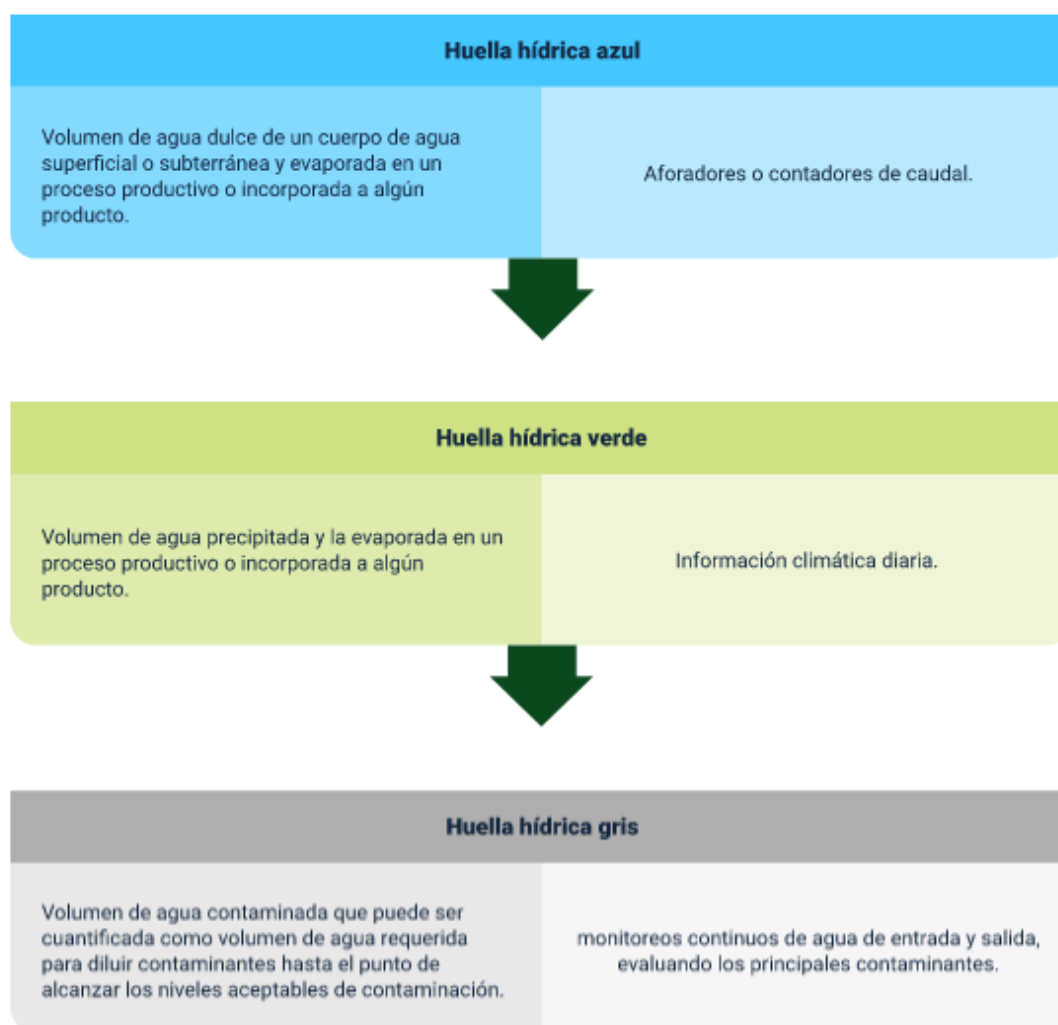 Huella hídrica azul
Volumen de agua dulce de un cuerpo de agua
superficial o subterránea y evaporada en un
proceso productivo o incorporada a algún
producto.
Aforadores o contadores de caudal.
Huella hídrica verde
Volumen de agua precipitada y la evaporada en un
proceso productivo o incorporada a algún
producto.
Información climática diaria.
Huella hídrica gris
Volumen de agua contaminada que puede ser
cuantificada como volumen de agua requerida
para diluir contaminantes hasta el punto de
alcanzar los niveles aceptables de contaminación.
monitoreos continuos de agua de entrada y salida,
evaluando los principales contaminantes.